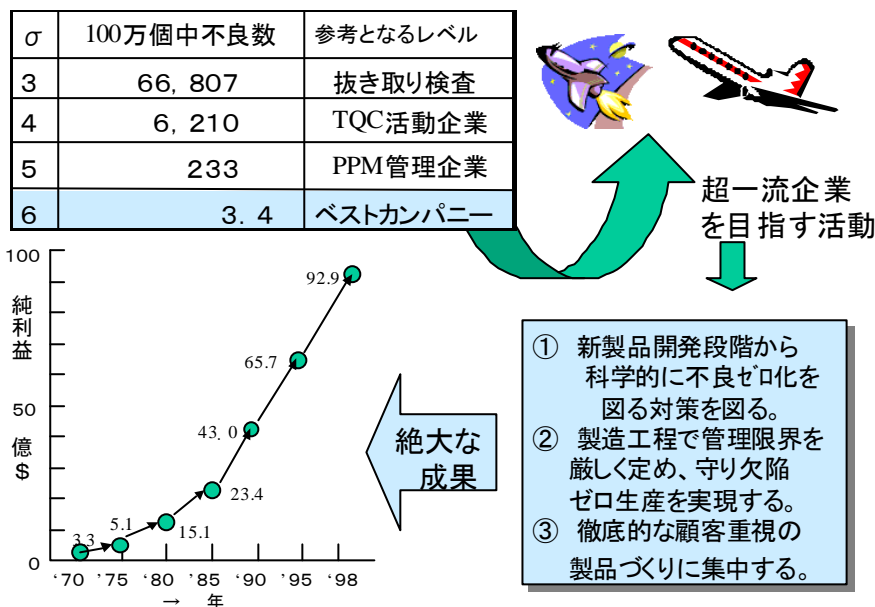 σ 100万個中不良数 参考となるレベル
3 66,807 抜き取り検査
4 6,210 TQC活動企業
5 233 PPM管理企業
6 3.4 ベストカンパニー
超一流企業
を目指す活動
① 新製品開発段階から
科学的に不良ゼロ化を
図る対策を図る。
② 製造工程で管理限界を
厳しく定め、守り欠陥
ゼロ生産を実現する。
③ 徹底的な顧客重視の
製品づくりに集中する。
絶大な
成果
純利益
億
$
100
50
0
3.3
5.1
15.1
23.4
43.0
65.7
92.9
'70 '75 '80 '85 '90 '95 '98
→ 年